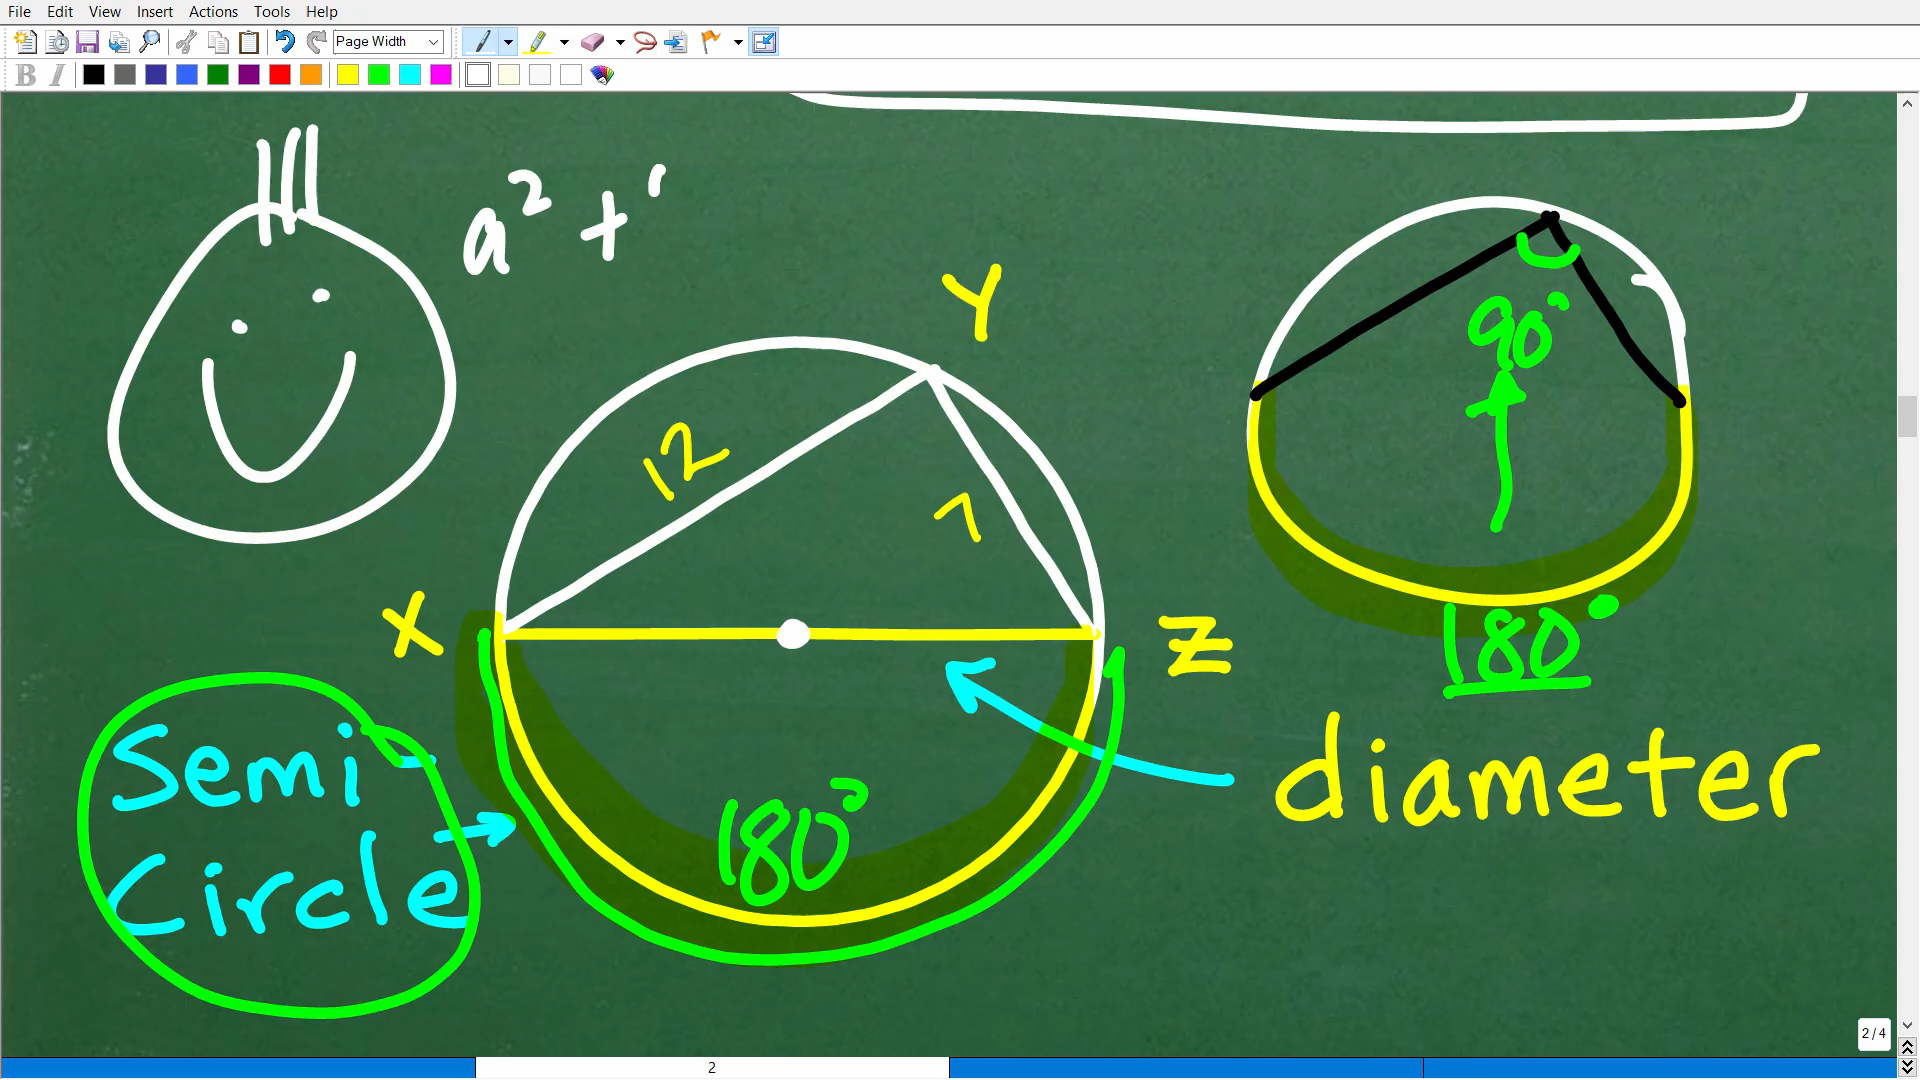 File Edit View Insert Actions Tools Help
Page Width
B I
a² +
Y
12
7
X
Z
90°
180°
Semi-
Circle
180°
diameter
2/4
2